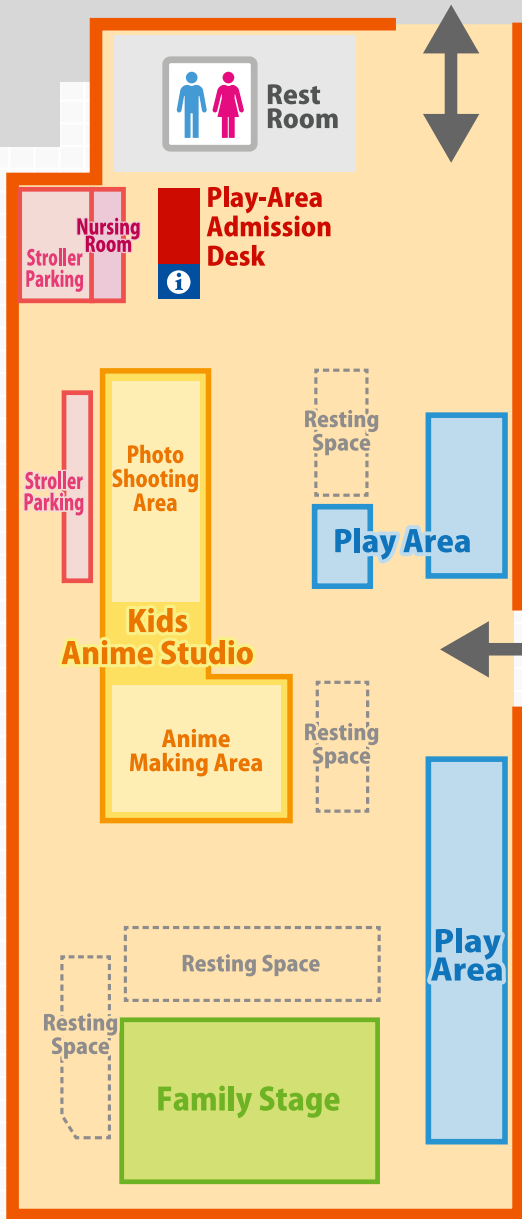 Rest
Room
Play-Area
Admission
Desk
i
Nursing
Room
Stroller
Parking
Photo
Shooting
Area
Resting
Space
Stroller
Parking
Play Area
Kids
Anime Studio
Anime
Making Area
Resting
Space
Play
Area
Resting Space
Resting
Space
Family Stage